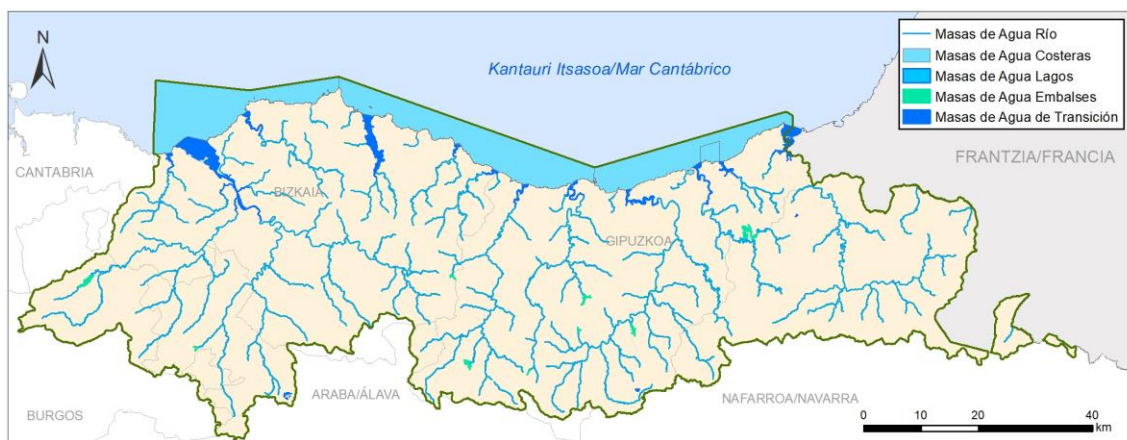 N
Kantauri Itsasoa/Mar Cantábrico
Masas de Agua Río
Masas de Agua Costeras
Masas de Agua Lagos
Masas de Agua Embalses
Masas de Agua de Transición
CANTABRIA
FRANTZIA/FRANCIA
BIZKAIA
GIPUZKOA
ARABA/ÁLAVA
NAFARROA/NAVARRA
BURGOS
0 10 20 40
km